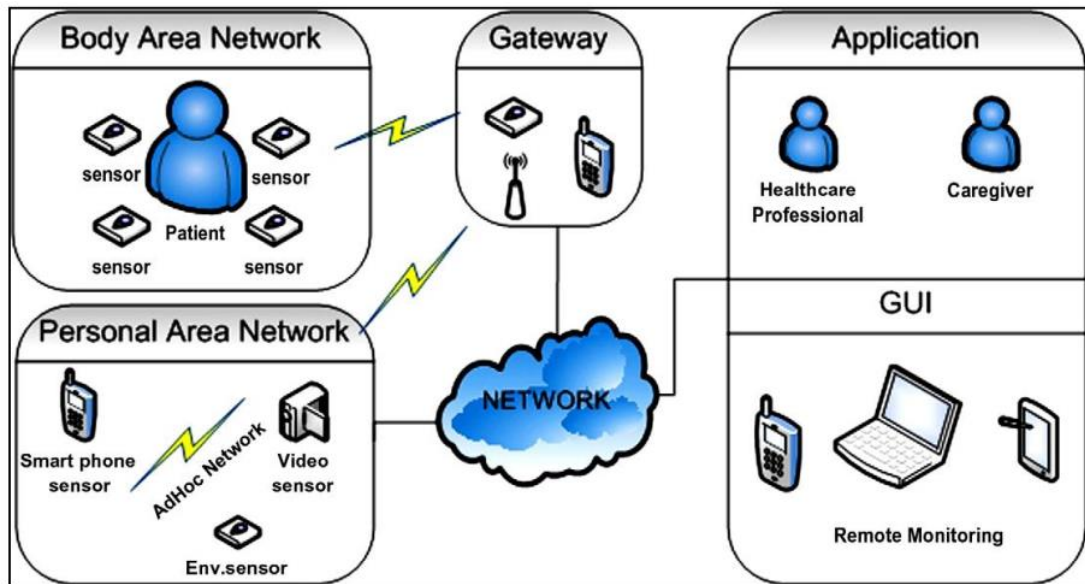 Body Area Network
sensor
sensor
Patient
sensor
sensor
Gateway
Application
Healthcare
Professional
Caregiver
Personal Area Network
Smart phone
sensor
AdHoc Network
Video
sensor
Env.sensor
NETWORK
GUI
Remote Monitoring